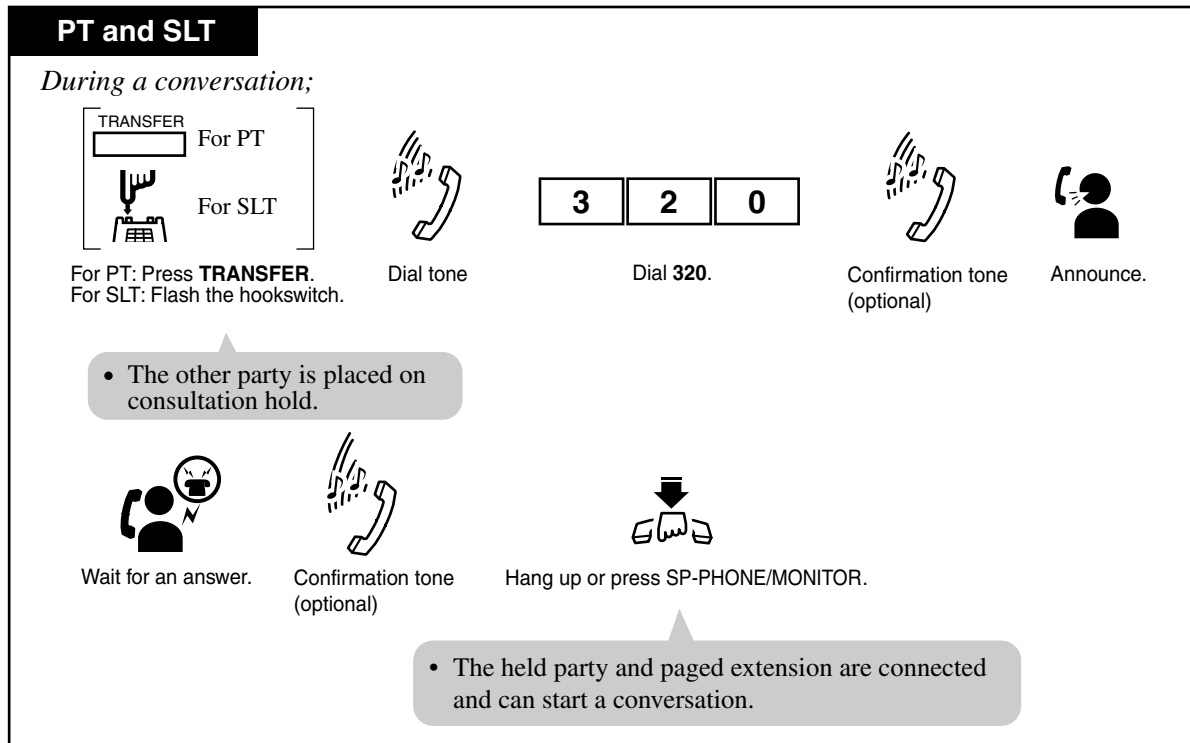 PT and SLT
During a conversation;
TRANSFER
For PT
For SLT
For PT: Press TRANSFER.
For SLT: Flash the hookswitch.
Dial tone
3 2 0
Dial 320.
Confirmation tone
(optional)
Announce.
• The other party is placed on
consultation hold.
Wait for an answer.
Confirmation tone
(optional)
Hang up or press SP-PHONE/MONITOR.
• The held party and paged extension are connected
and can start a conversation.